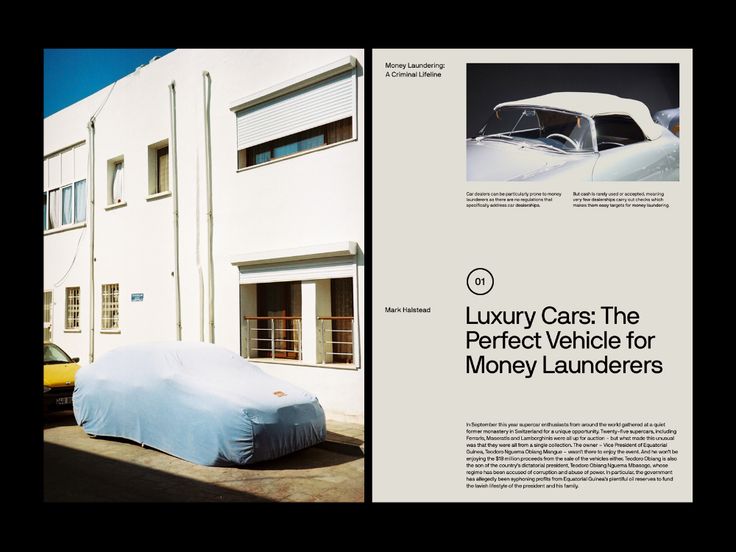 Money Laundering:
A Criminal Lifeline
Car dealers can be particularly prone to money
launderers as there are no regulations that
specifically address car dealerships.
But cash is rarely used or accepted, meaning
very few dealerships carry out checks which
makes them easy targets for money laundering.
01
Mark Halstead
Luxury Cars: The
Perfect Vehicle for
Money Launderers
In September this year supercar enthusiasts from around the world gathered at a quiet
former monastery in Switzerland for a unique opportunity. Twenty-five supercars, including
Ferraris, Maseratis and Lamborghinis were all up for auction – but what made this unusual
was that they were all from a single collection. The owner – Vice President of Equatorial
Guinea, Teodoro Nguema Obiang Mangue – wasn't there to enjoy the event. And he won't be
enjoying the $18 million proceeds from the sale of the vehicles either. Teodoro Obiang is also
the son of the country's dictatorial president, Teodoro Obiang Nguema Mbasogo, whose
regime has been accused of corruption and abuse of power. In particular, the government
has allegedly been syphoning profits from Equatorial Guinea's plentiful oil reserves to fund
the lavish lifestyle of the president and his family.